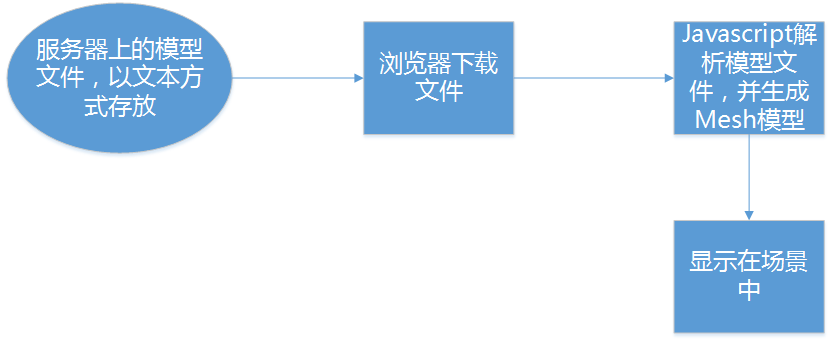 服务器上的模型
文件，以文本方
式存放
浏览器下载
文件
Javascript解
析模型文
件，并生成
Mesh模型
显示在场景
中